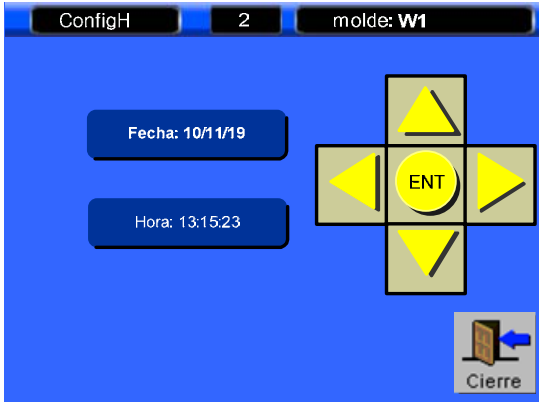 ConfigH 2 molde: W1
Fecha: 10/11/19
ENT
Hora: 13:15:23
Cierre